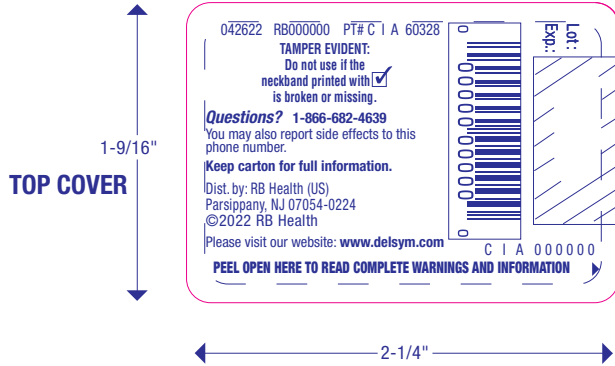 042622 RB000000 PT# C I A 60328
TAMPER EVIDENT:
Do not use if the
neckband printed with
is broken or missing.
Questions? 1-866-682-4639
You may also report side effects to this
phone number.
Keep carton for full information.
Dist. by: RB Health (US)
Parsippany, NJ 07054-0224
©2022 RB Health
Please visit our website: www.delsym.com
PEEL OPEN HERE TO READ COMPLETE WARNINGS AND INFORMATION
0 000000000 0
Lot:
Exp.:
C I A 000000
1-9/16"
TOP COVER
2-1/4"